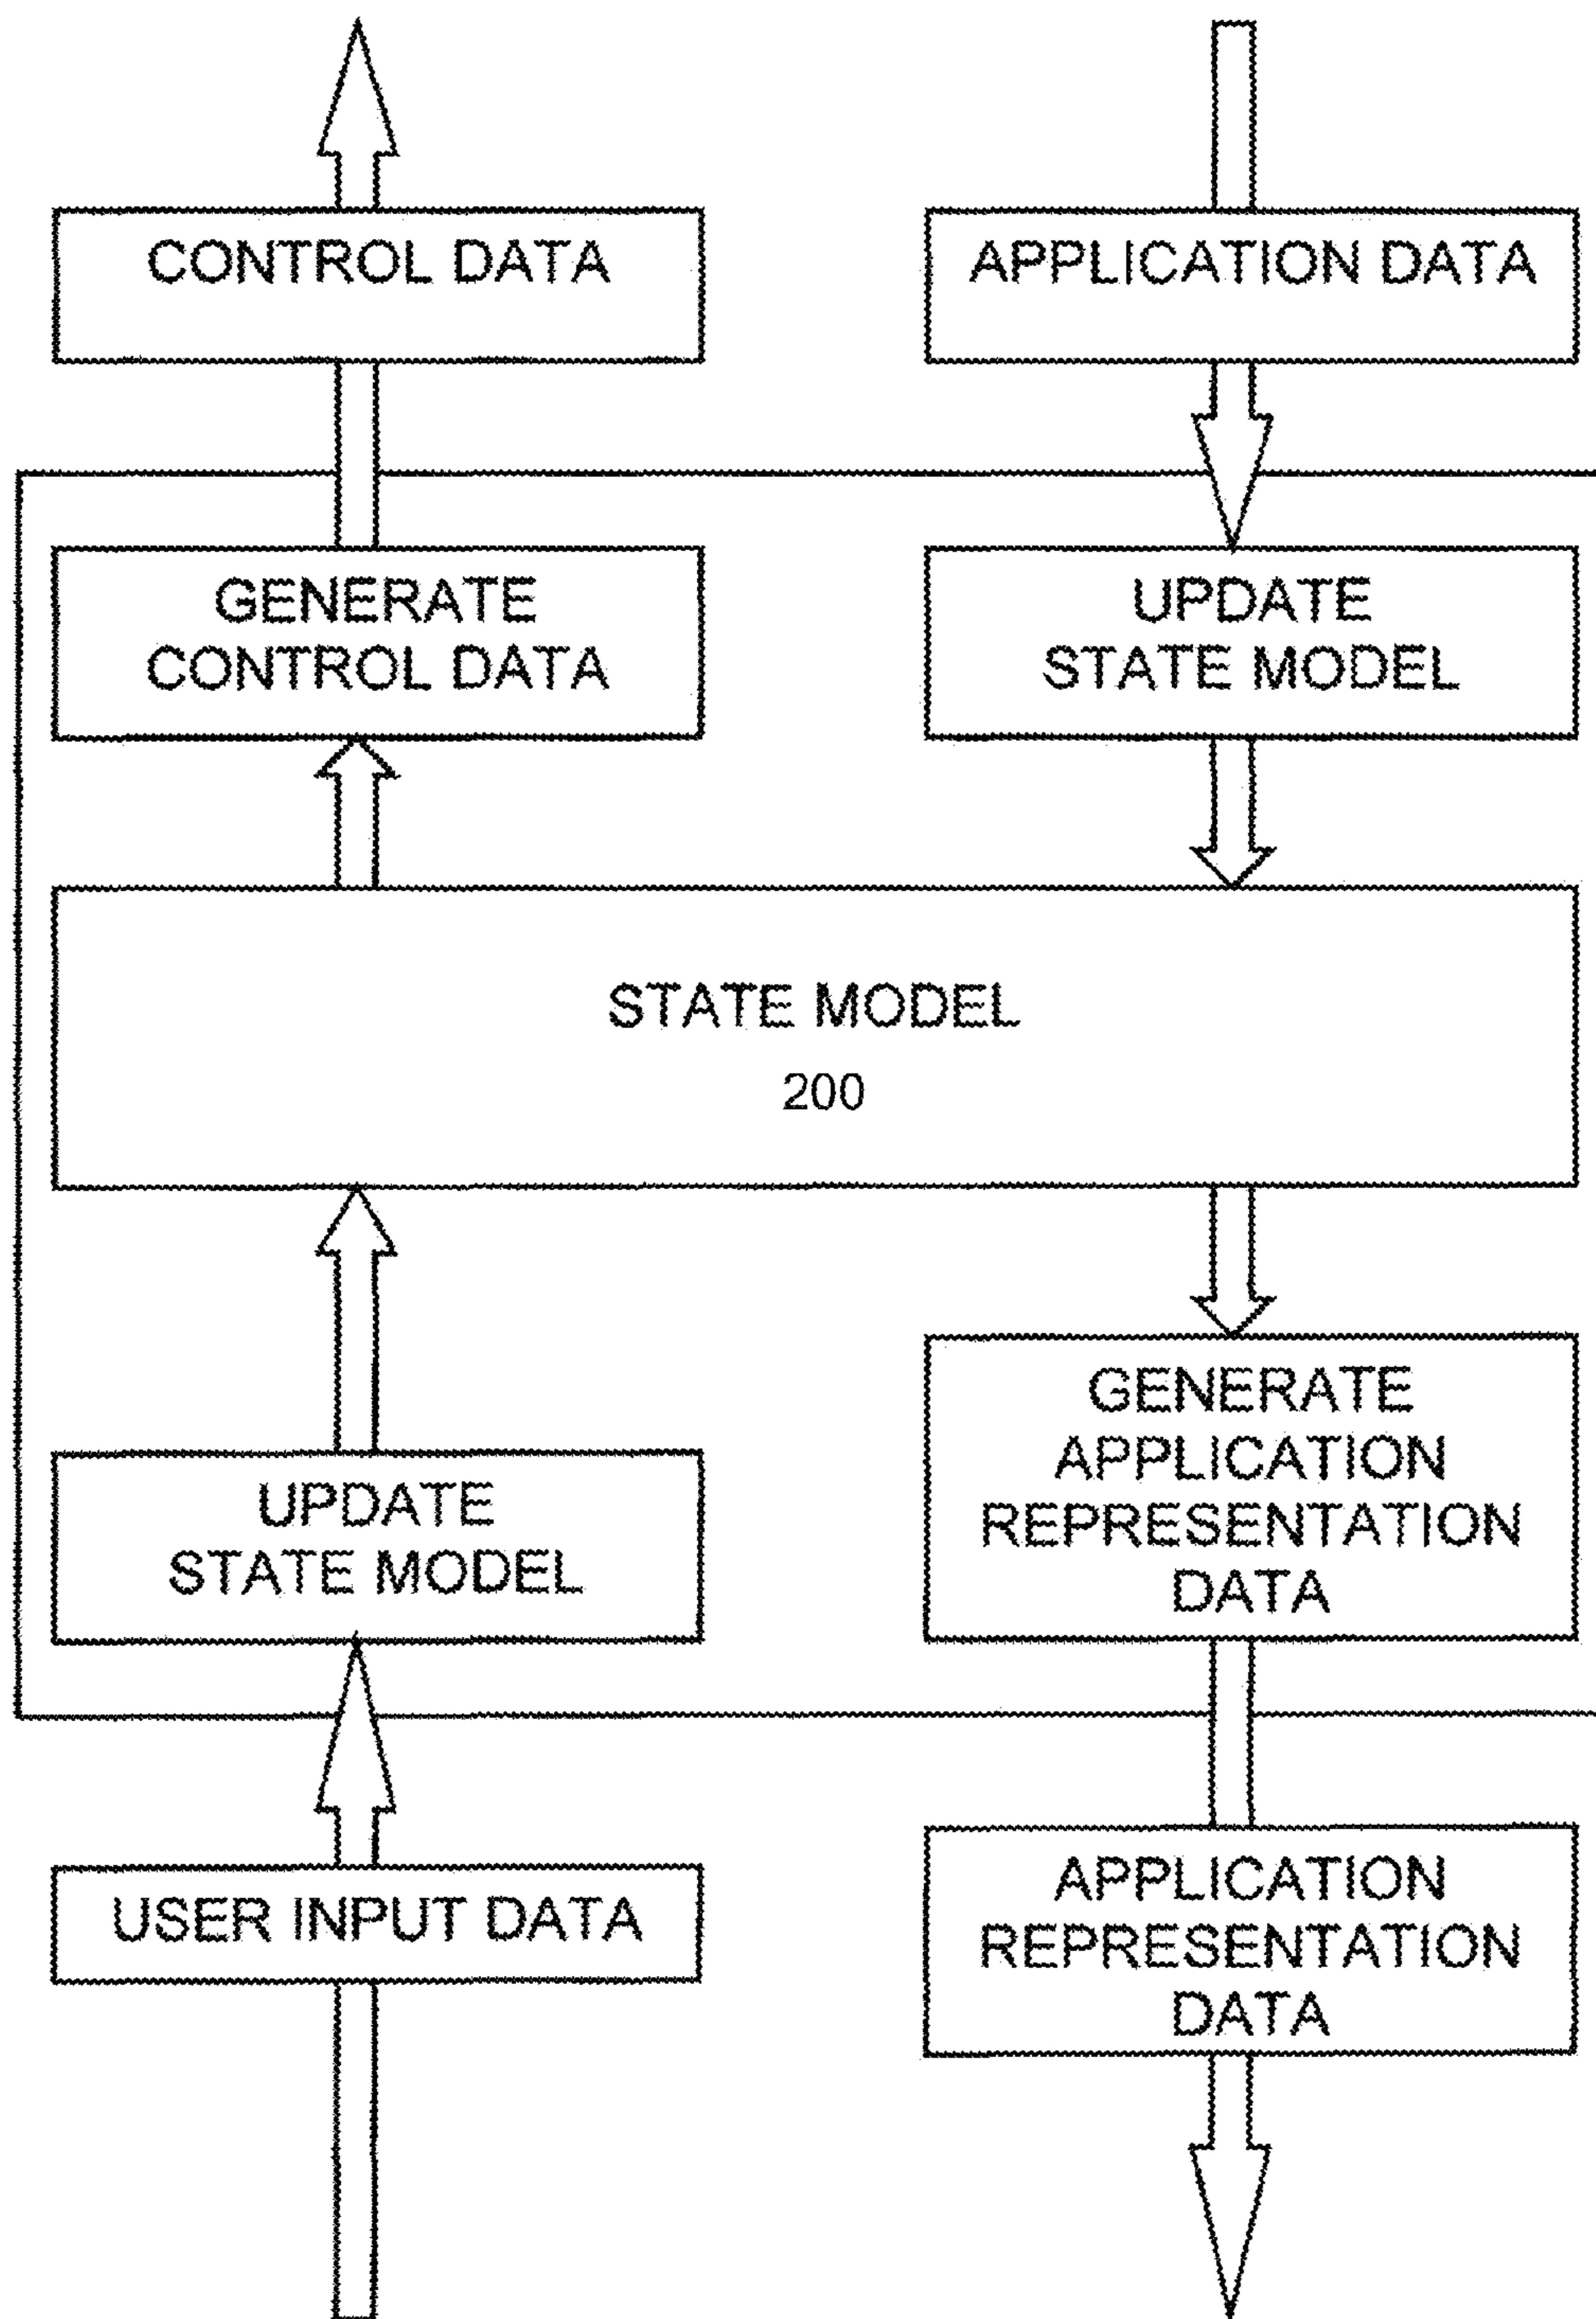 CONTROL DATA
APPLICATION DATA
GENERATE
CONTROL DATA
UPDATE
STATE MODEL
STATE MODEL
200
UPDATE
STATE MODEL
GENERATE
APPLICATION
REPRESENTATION
DATA
USER INPUT DATA
APPLICATION
REPRESENTATION
DATA